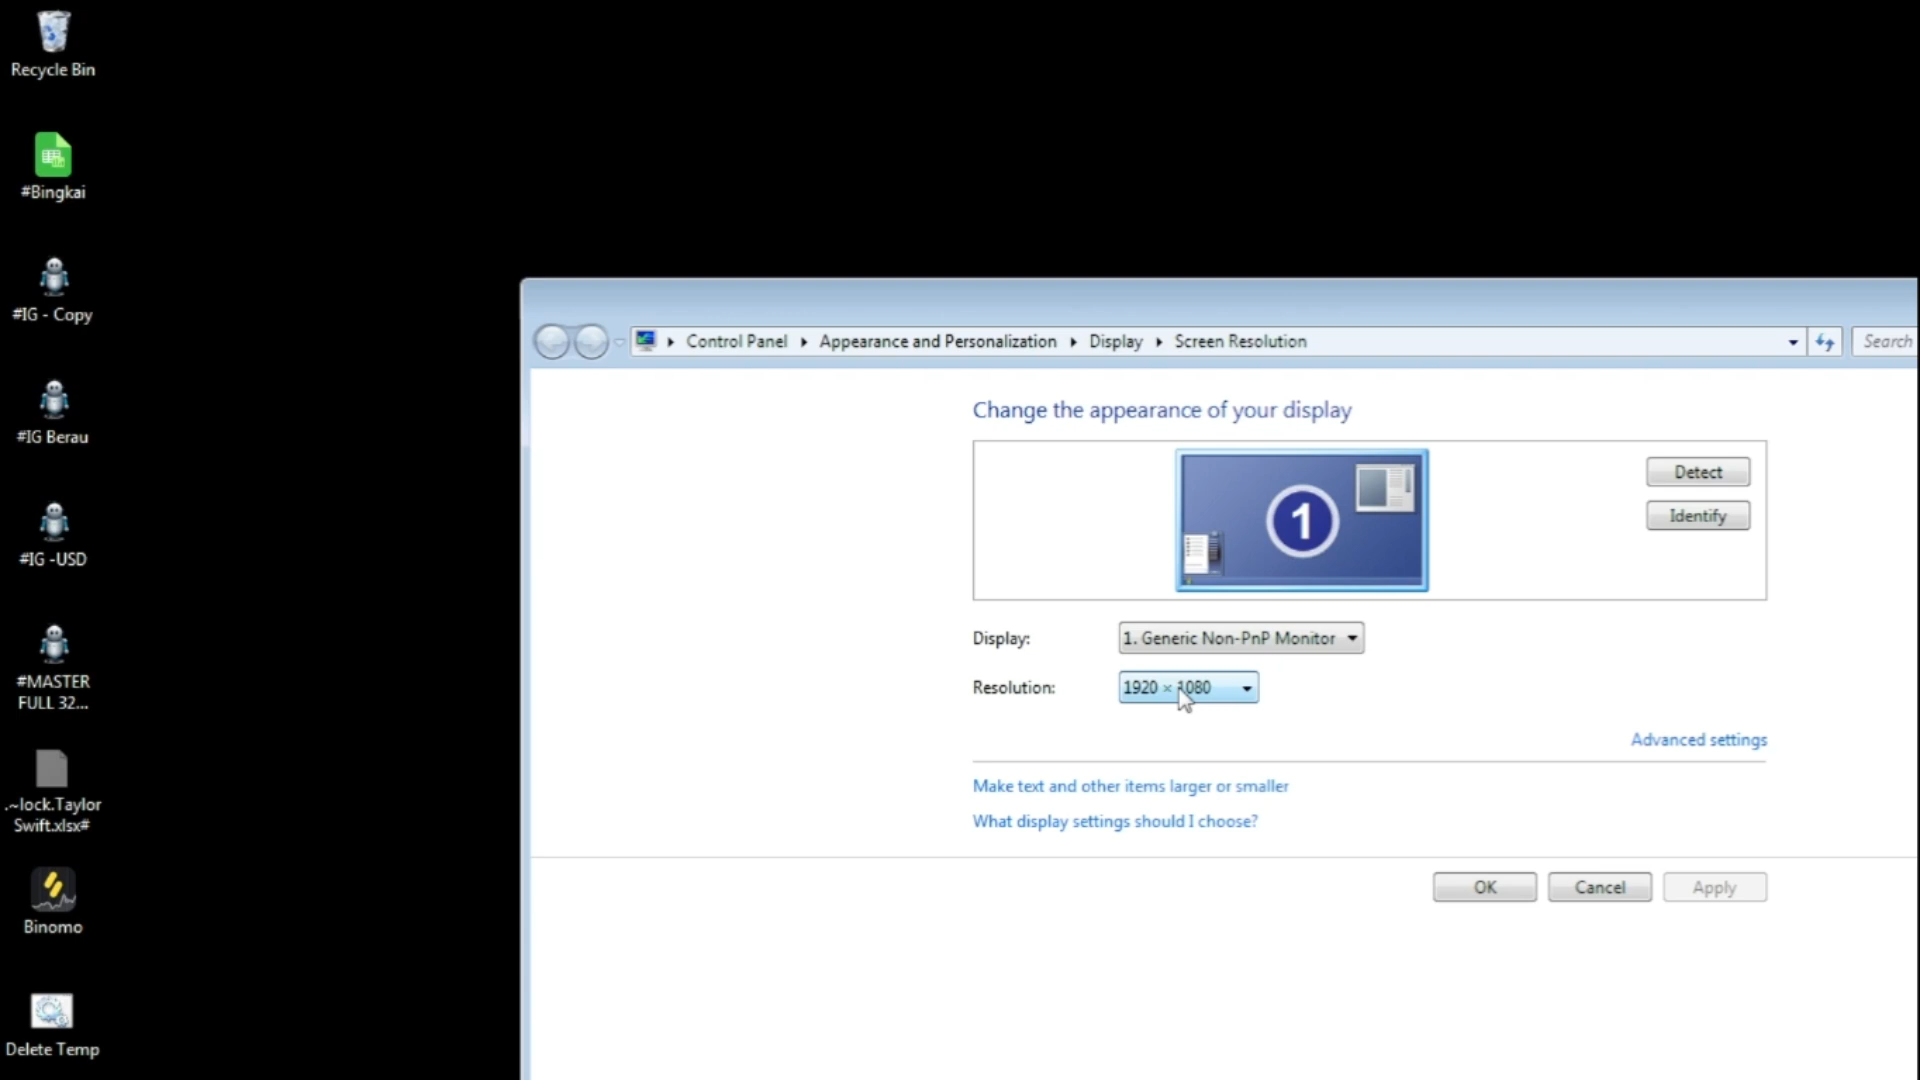 Recycle Bin
#Bingkai
#IG - Copy
#IG Berau
#IG -USD
#MASTER
FULL 32...
.~lock.Taylor
Swift.xlsx#
Binomo
Delete Temp
Control Panel Appearance and Personalization Display Screen Resolution
Search
Change the appearance of your display
1
Detect
Identify
Display: 1. Generic Non-PnP Monitor
Resolution: 1920 × 1080
Advanced settings
Make text and other items larger or smaller
What display settings should I choose?
OK Cancel Apply